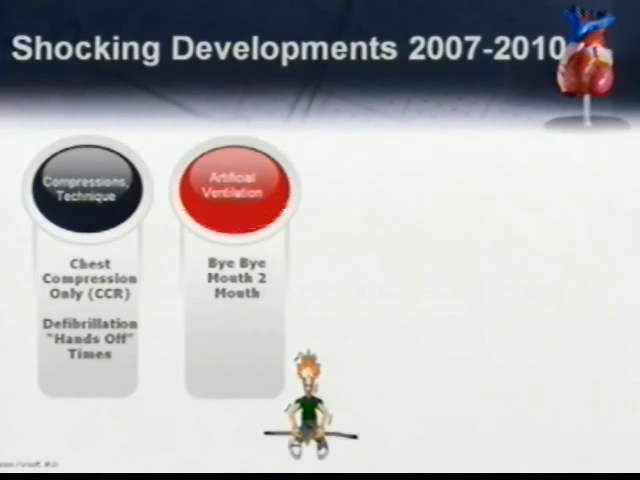 Shocking Developments 2007-2010
Compressions,
Technique
Artificial
Ventilation
Chest
Compression
Only (CCR)
Defibrillation
"Hands Off"
Times
Bye Bye
Mouth 2
Mouth